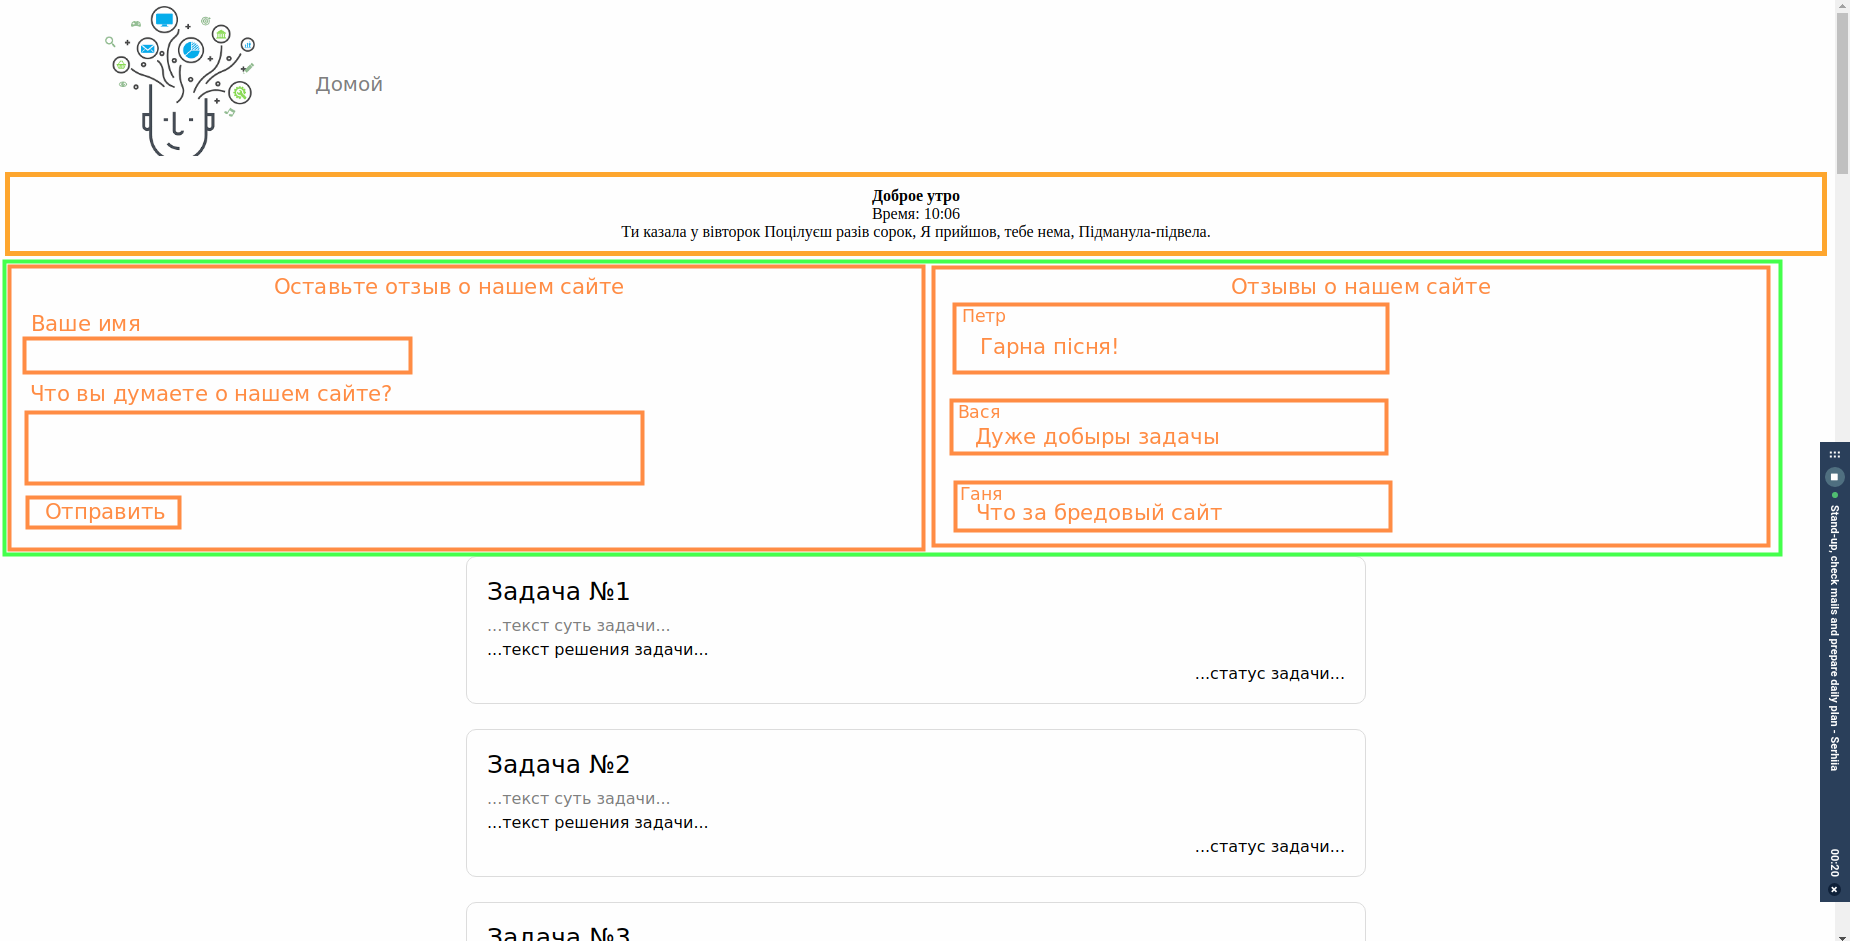 Домой
Доброе утро
Время: 10:06
Ти казала у вівторок Поцілуєш разів сорок, Я прийшов, тебе нема, Підманула-підвела.
Оставьте отзыв о нашем сайте
Ваше имя
Что вы думаете о нашем сайте?
Отправить
Отзывы о нашем сайте
Петр
Гарна пісня!
Вася
Дуже добыры задачы
Ганя
Что за бредовый сайт
Задача №1
...текст суть задачи...
...текст решения задачи...
...статус задачи...
Задача №2
...текст суть задачи...
...текст решения задачи...
...статус задачи...
Задача №3
Stand-up, check mails and prepare daily plan - Serhiia
00:20